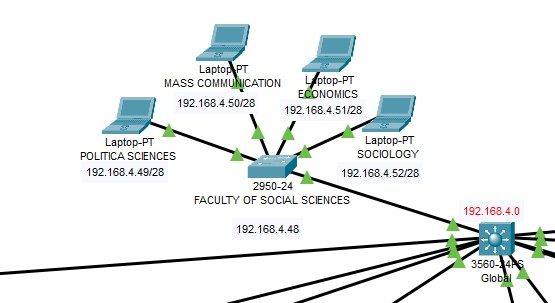 Laptop-PT
MASS COMMUNICATION
192.168.4.50/28
Laptop-PT
ECONOMICS
192.168.4.51/28
Laptop-PT
POLITICA SCIENCES
192.168.4.49/28
Laptop-PT
SOCIOLOGY
192.168.4.52/28
2950-24
FACULTY OF SOCIAL SCIENCES
192.168.4.48
192.168.4.0
3560-24PS
Global